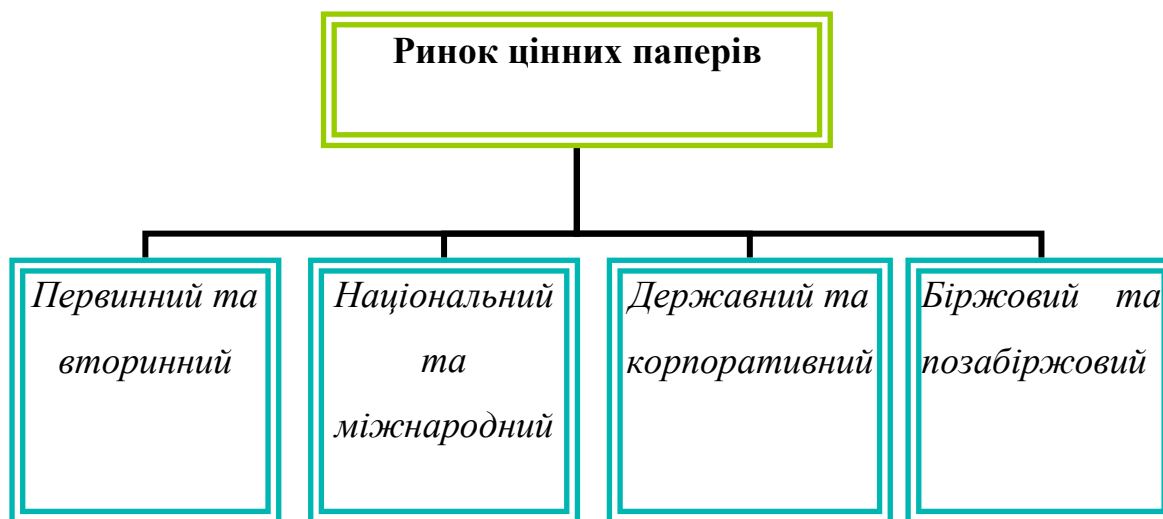 Ринок цінних паперів
Первинний та
вторинний
Національний
та
міжнародний
Державний та
корпоративний
Біржовий та
позабіржовий